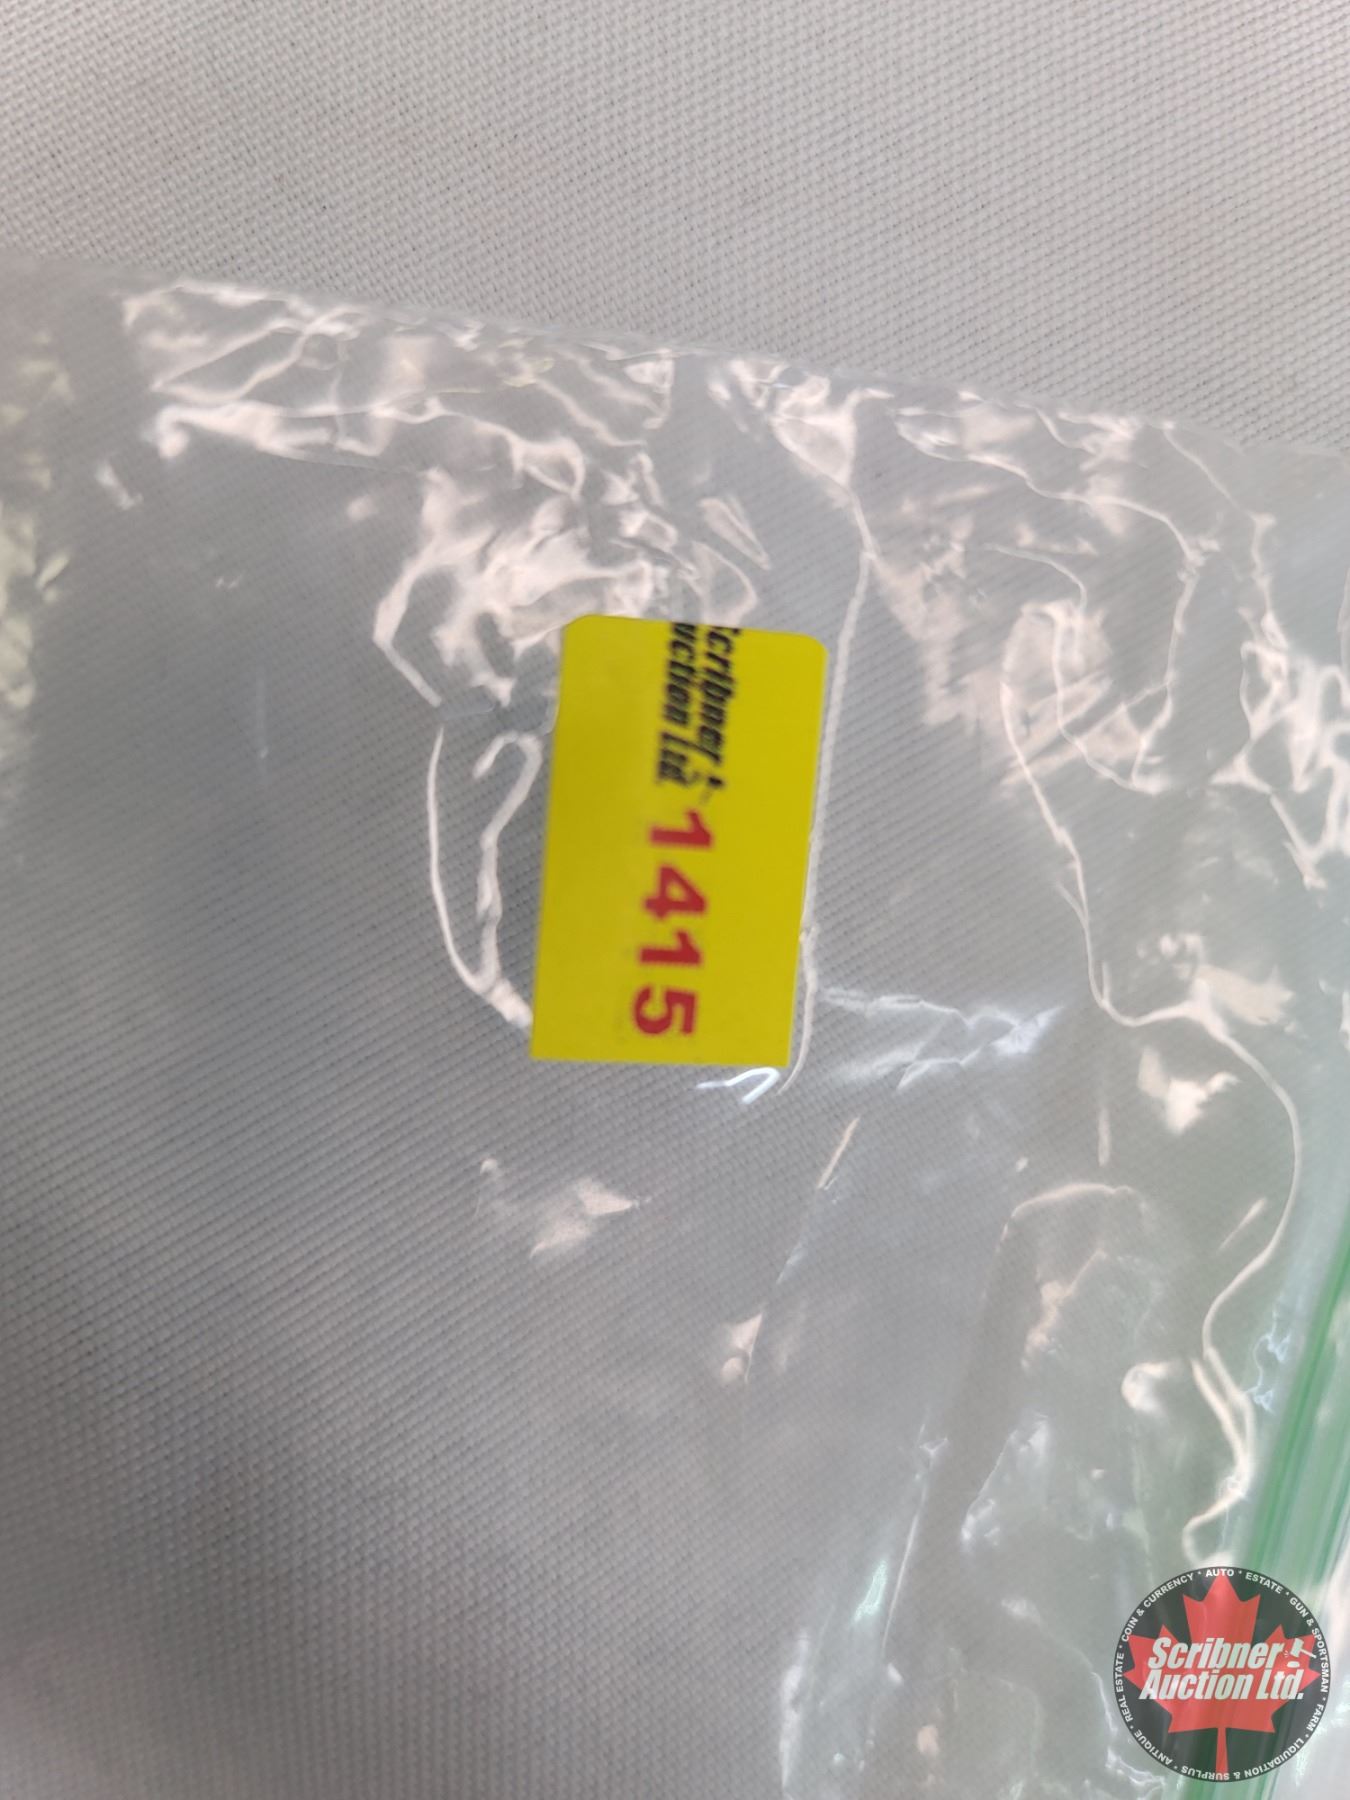 Scribner
Auction Ltd.
1415
COIN & CURRENCY * AUTO * ESTATE * GUN & SPORTSMAN * FARM * LIQUIDATION & SURPLUS * ANTIQUE * REAL ESTATE *
Scribner
Auction Ltd.